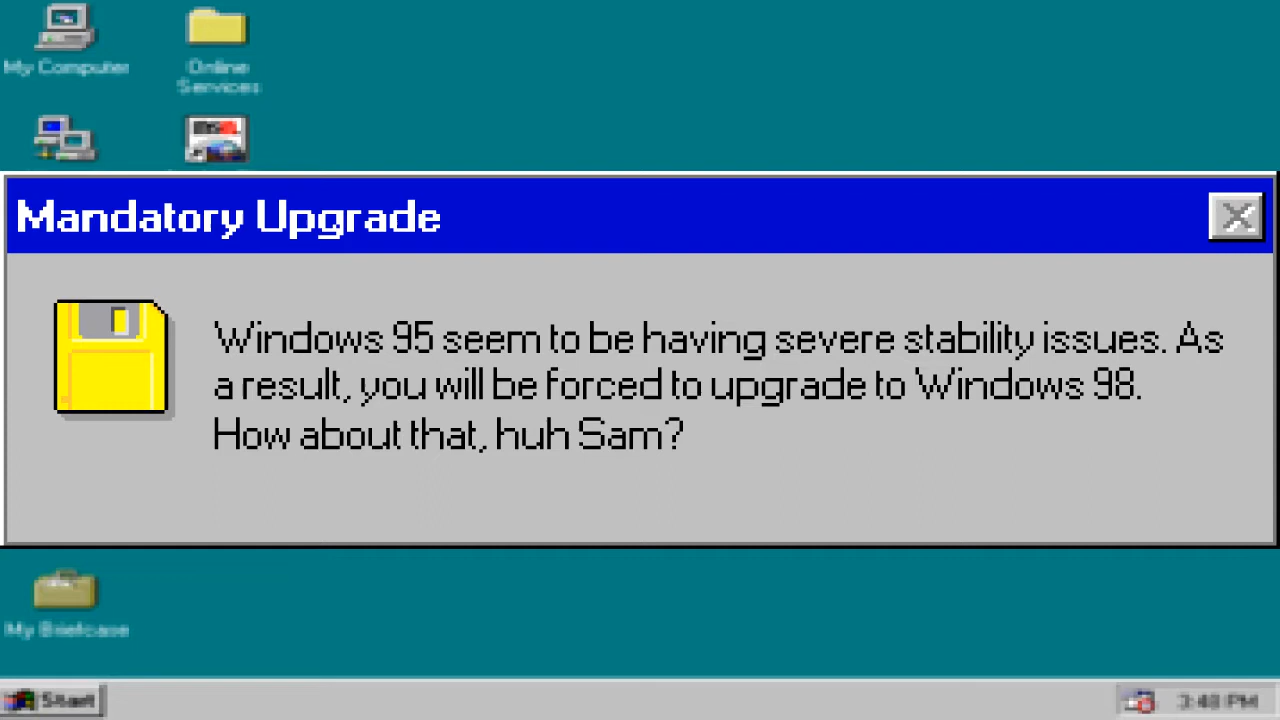 My Computer
Online
Services
Mandatory Upgrade
Windows 95 seem to be having severe stability issues. As
a result, you will be forced to upgrade to Windows 98.
How about that, huh Sam?
My Briefcase
Start
3:48 PM